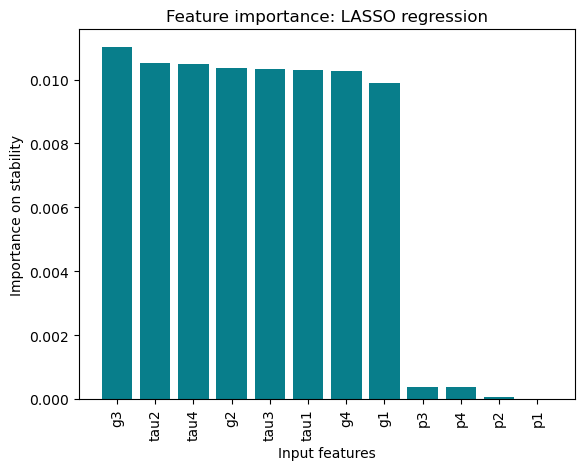 Feature importance: LASSO regression
0.010
0.008
0.006
0.004
0.002
0.000
Importance on stability
g3
tau2
tau4
g2
tau3
tau1
g4
g1
p3
p4
p2
p1
Input features